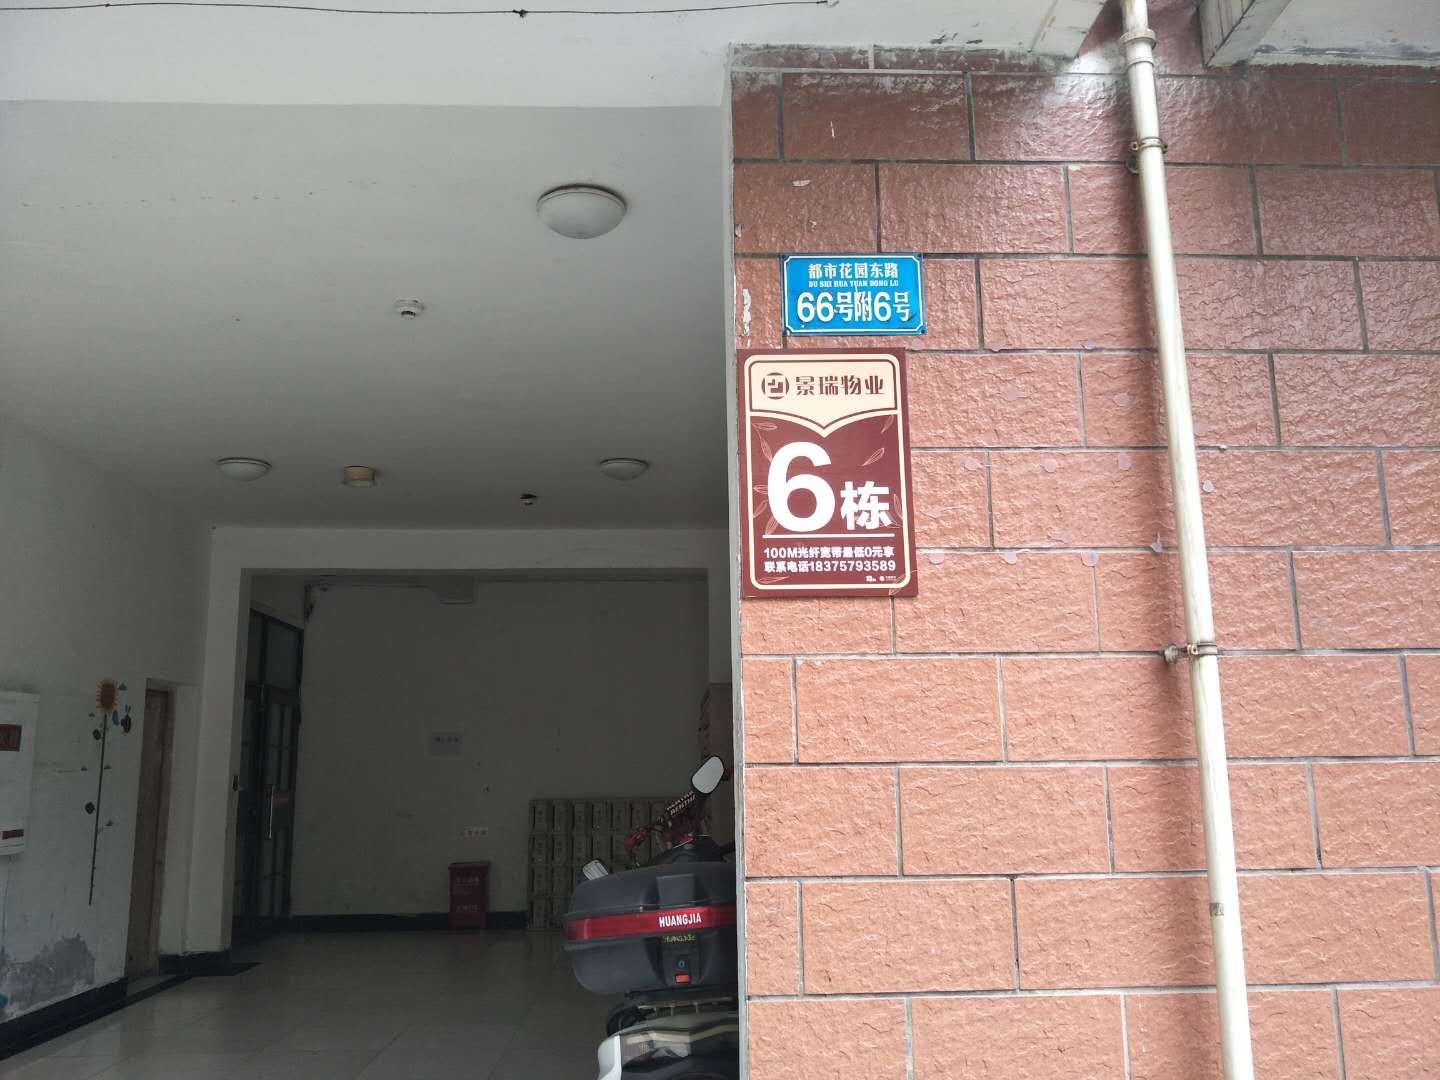 都市花园东路
DU SHI HUA YUAN DONG LU
66号附6号
景瑞物业
6栋
100M光纤宽带最低0元享
联系电话18375793589
HUANGJIA